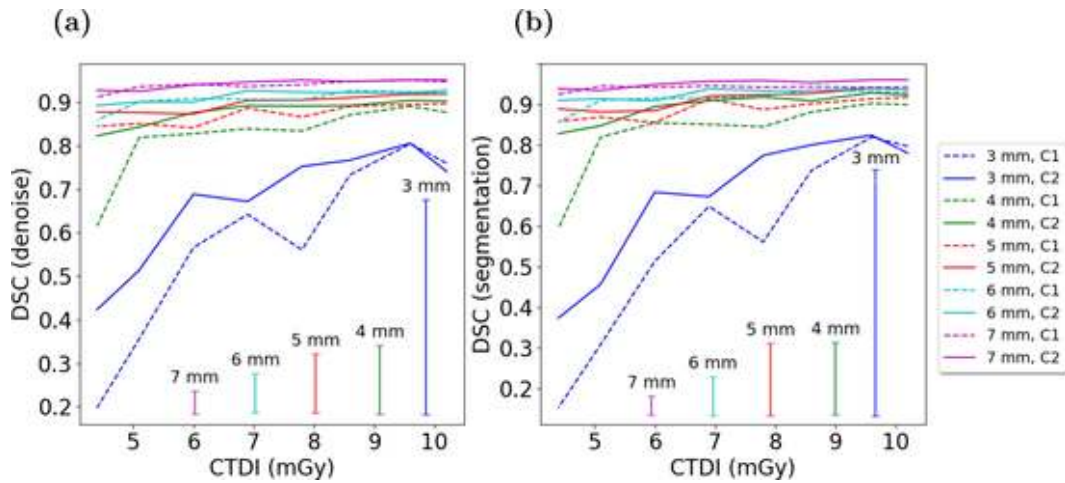 (a)
(b)
DSC (denoise)
0.9
0.8
0.7
0.6
0.5
0.4
0.3
0.2
3 mm
4 mm
5 mm
6 mm
7 mm
5 6 7 8 9 10
CTDI (mGy)
DSC (segmentation)
0.9
0.8
0.7
0.6
0.5
0.4
0.3
0.2
3 mm
4 mm
5 mm
6 mm
7 mm
5 6 7 8 9 10
CTDI (mGy)
3 mm, C1
3 mm, C2
4 mm, C1
4 mm, C2
5 mm, C1
5 mm, C2
6 mm, C1
6 mm, C2
7 mm, C1
7 mm, C2